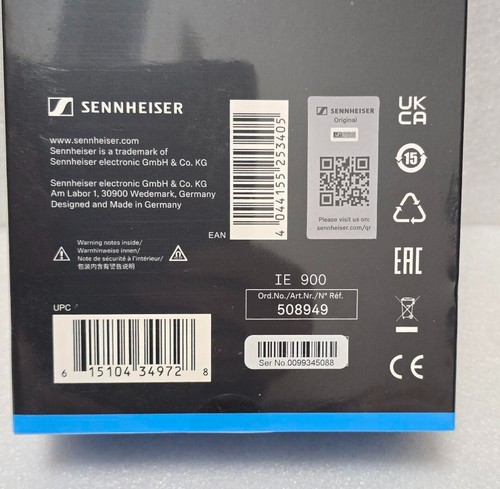 SENNHEISER
www.sennheiser.com
Sennheiser is a trademark of
Sennheiser electronic GmbH & Co. KG
Sennheiser electronic GmbH & Co. KG
Am Labor 1, 30900 Wedemark, Germany
Designed and Made in Germany
Warning notes inside/
Warnhinweise innen/
Note de sécurité à l'intérieur/
包装内含有警告说明
EAN
4 044155 253405
SENNHEISER
Original
Please visit us on:
sennheiser.com/qr
UK
CA
15
EAC
CE
IE 900
Ord.No./Art.Nr./N° Réf.
508949
UPC
6 15104 34972 8
Ser No.0099345088